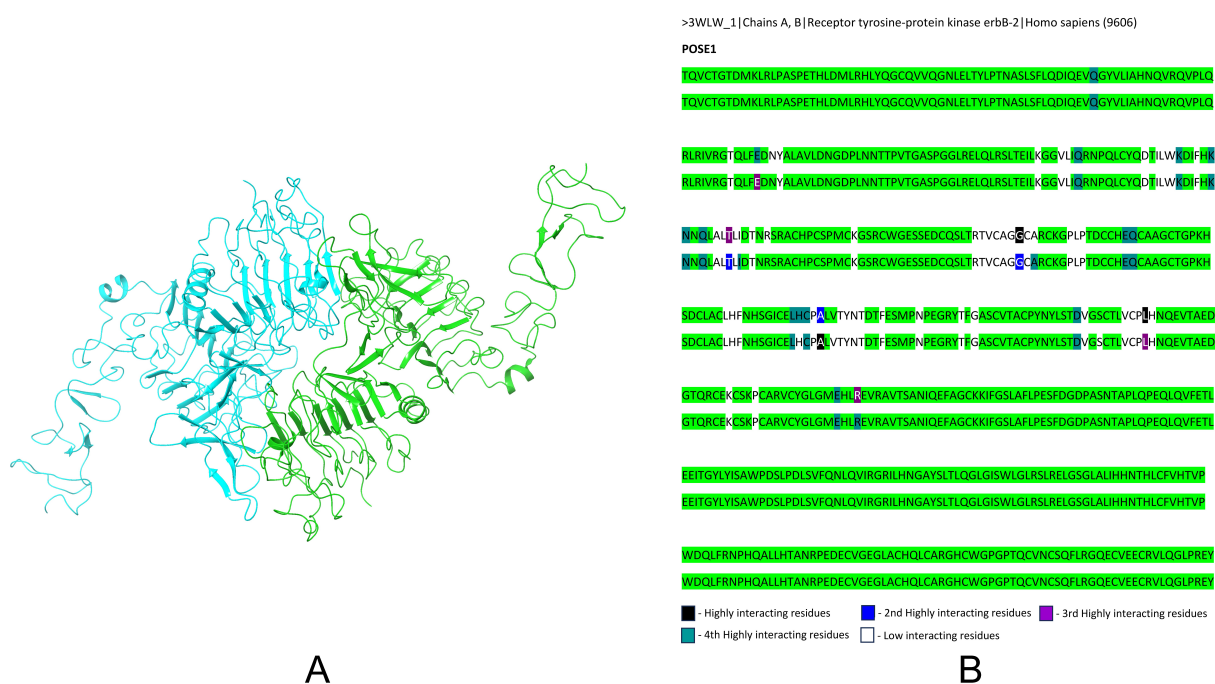 >3WLW_1|Chains A, B|Receptor tyrosine-protein kinase erbB-2|Homo sapiens (9606)
POSE1
TQVCTGTDMKLRLPASPETHLDMLRHLYQGCQVVQGNLELTYLPTNASLSFLQDIQEVQGYVLIAHNQVRQVPLQ
TQVCTGTDMKLRLPASPETHLDMLRHLYQGCQVVQGNLELTYLPTNASLSFLQDIQEVQGYVLIAHNQVRQVPLQ
RLRIVRGTQLFEDNYALAVLDNGDPLNNTTPVTGASPGGLRELQLRSLTEILKGGVLIQRNPQLCYQDTILWKDIFHK
RLRIVRGTQLFEDNYALAVLDNGDPLNNTTPVTGASPGGLRELQLRSLTEILKGGVLIQRNPQLCYQDTILWKDIFHK
NNQLALTLIDTNRSRACHPCSPMCKGSRCWGESSEDCQSLTRTVCAGGCARCKGPLPTDCCHEQCAAGCTGPKH
NNQLALTLIDTNRSRACHPCSPMCKGSRCWGESSEDCQSLTRTVCAGGCARCKGPLPTDCCHEQCAAGCTGPKH
SDCLACLHFNHSGICELHCPALVTYNTDTFESMPNPEGRYTFGASCVTACPYNYLSTDVGSCTLVCPLHNQEVTAED
SDCLACLHFNHSGICELHCPALVTYNTDTFESMPNPEGRYTFGASCVTACPYNYLSTDVGSCTLVCPLHNQEVTAED
GTQRCEKCSKPCARVCYGLGMEHLREVRAVTSANIQEFAGCKKIFGSLAFLPESFDGDPASNTAPLQPEQLQVFETL
GTQRCEKCSKPCARVCYGLGMEHLREVRAVTSANIQEFAGCKKIFGSLAFLPESFDGDPASNTAPLQPEQLQVFETL
EEITGYLYISAWPDSLPDLSVFQNLQVIRGRILHNGAYSLTLQGLGISWLGLRSLRELGSGLALIHHNTHLCFVHTVP
EEITGYLYISAWPDSLPDLSVFQNLQVIRGRILHNGAYSLTLQGLGISWLGLRSLRELGSGLALIHHNTHLCFVHTVP
WDQLFRNPHQALLHTANRPEDECVGEGLACHQLCARGHCWGPGPTQCVNCSQFLRGQECVEECRVLQGLPREY
WDQLFRNPHQALLHTANRPEDECVGEGLACHQLCARGHCWGPGPTQCVNCSQFLRGQECVEECRVLQGLPREY
- Highly interacting residues
- 2nd Highly interacting residues
- 3rd Highly interacting residues
- 4th Highly interacting residues
- Low interacting residues
A
B